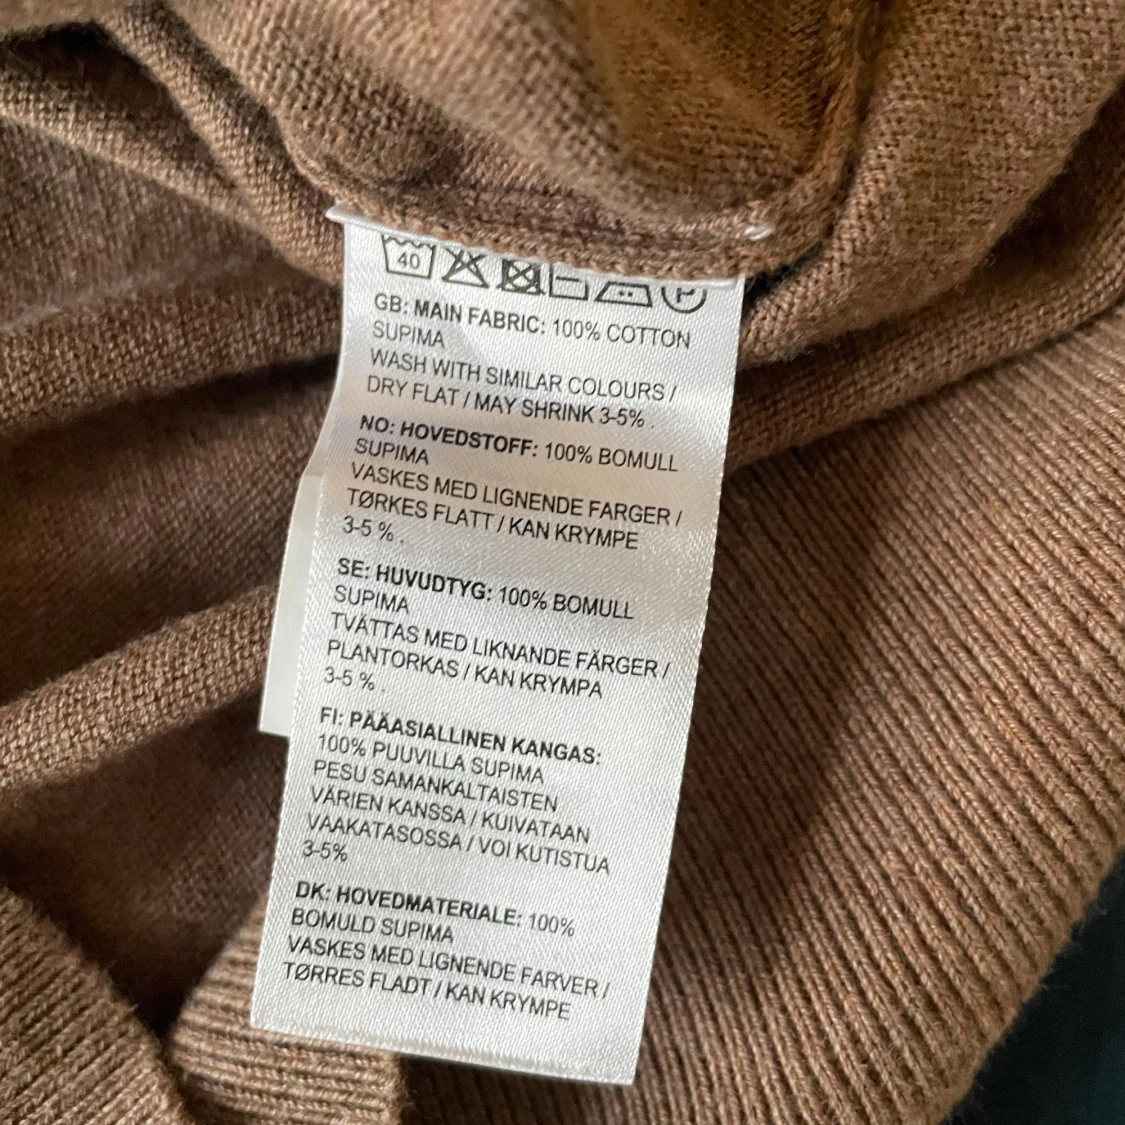 40
P
GB: MAIN FABRIC: 100% COTTON
SUPIMA
WASH WITH SIMILAR COLOURS /
DRY FLAT / MAY SHRINK 3-5% .
NO: HOVEDSTOFF: 100% BOMULL
SUPIMA
VASKES MED LIGNENDE FARGER /
TØRKES FLATT / KAN KRYMPE
3-5 % .
SE: HUVUDTYG: 100% BOMULL
SUPIMA
TVÄTTAS MED LIKNANDE FÄRGER /
PLANTORKAS / KAN KRYMPA
3-5 % .
FI: PÄÄASIALLINEN KANGAS:
100% PUUVILLA SUPIMA
PESU SAMANKALTAISTEN
VÄRIEN KANSSA / KUIVATAAN
VAAKATASOSSA / VOI KUTISTUA
3-5%
DK: HOVEDMATERIALE: 100%
BOMULD SUPIMA
VASKES MED LIGNENDE FARVER /
TØRRES FLADT / KAN KRYMPE